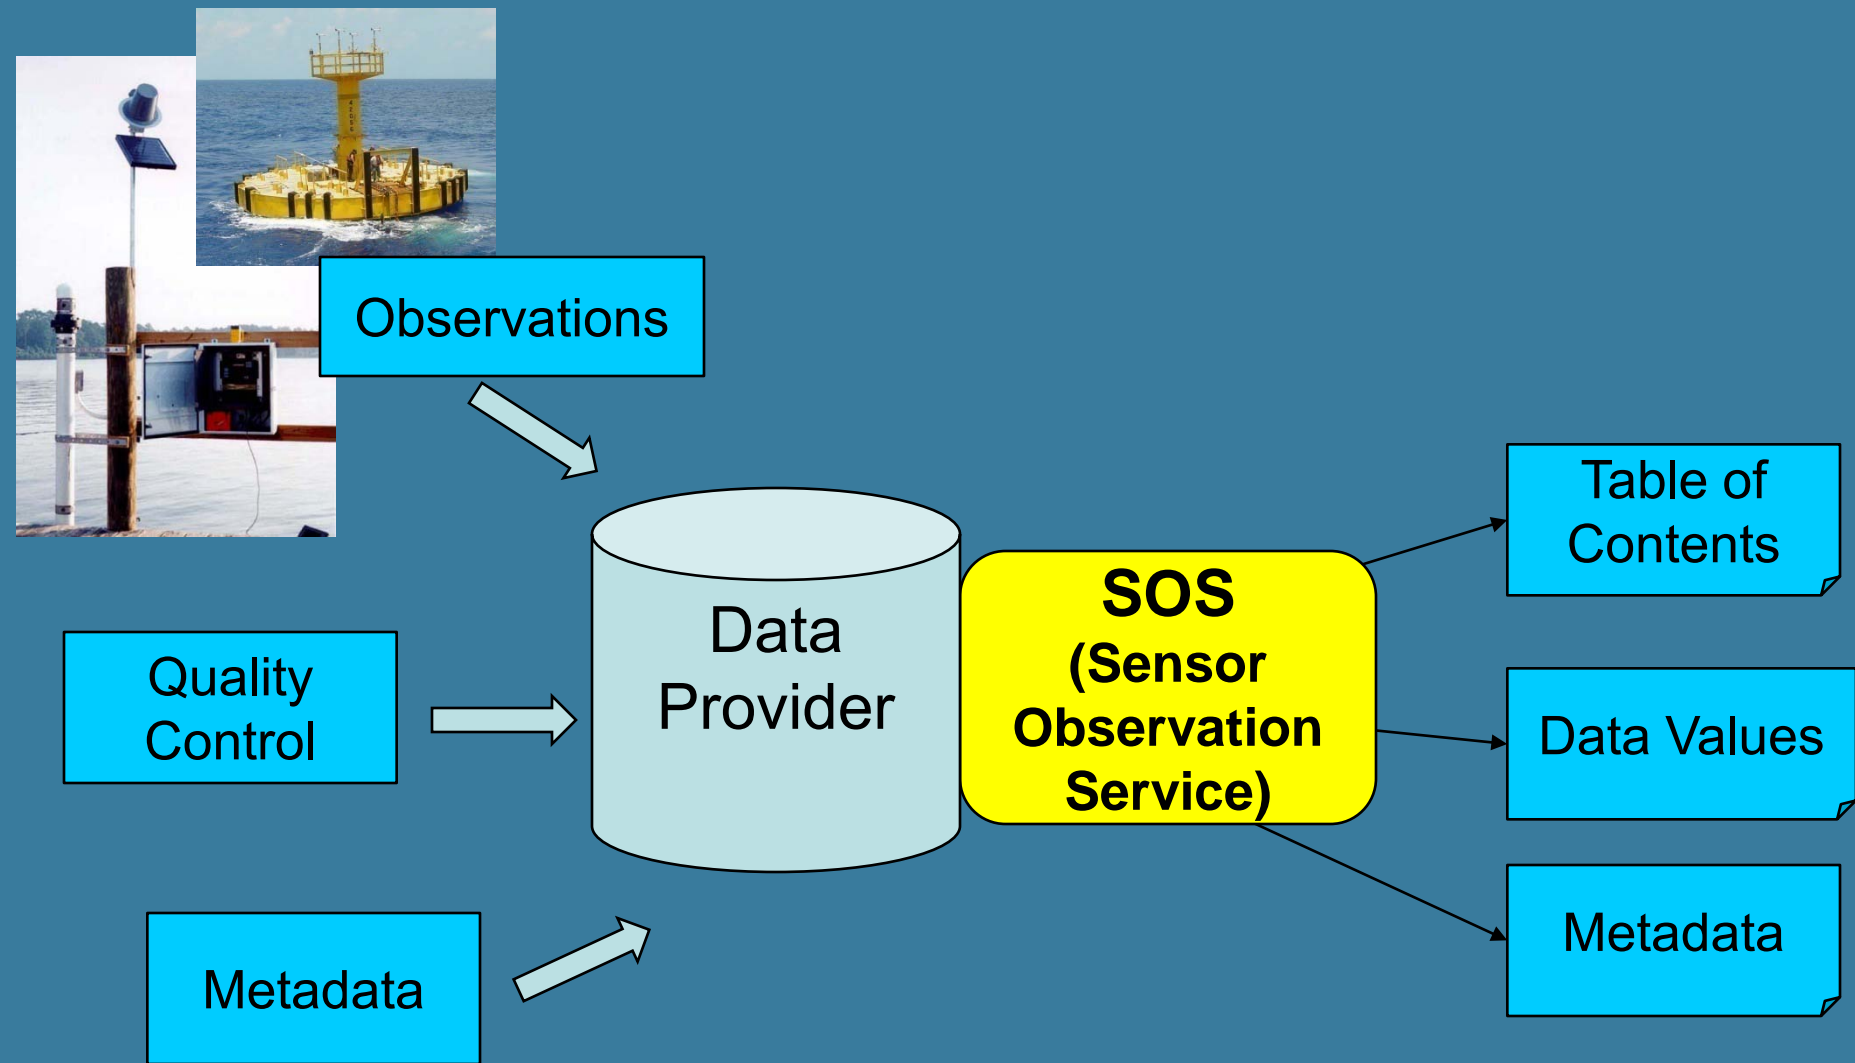 Observations
Quality
Control
Metadata
Data
Provider
SOS
(Sensor
Observation
Service)
Table of
Contents
Data Values
Metadata